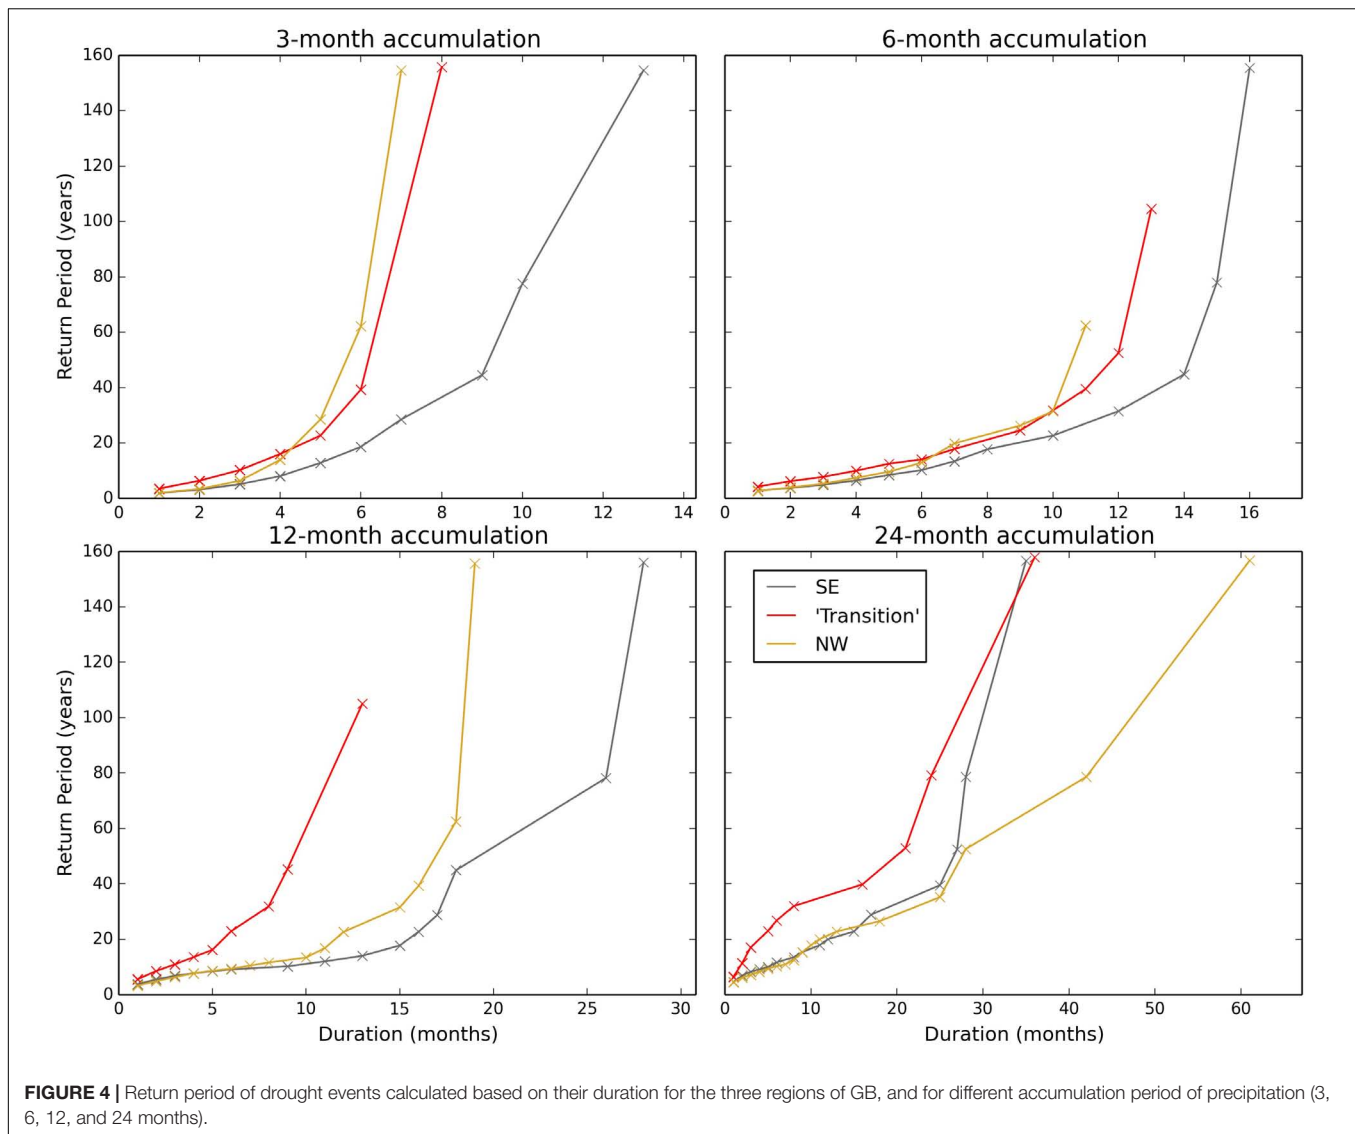 3-month accumulation
6-month accumulation
160
140
120
100
80
60
40
20
0
Return Period (years)
0 2 4 6 8 10 12 14
0 2 4 6 8 10 12 14 16
12-month accumulation
24-month accumulation
160
140
120
100
80
60
40
20
0
Return Period (years)
SE
'Transition'
NW
0 5 10 15 20 25 30
0 10 20 30 40 50 60
Duration (months)
Duration (months)
FIGURE 4 | Return period of drought events calculated based on their duration for the three regions of GB, and for different accumulation period of precipitation (3,
6, 12, and 24 months).